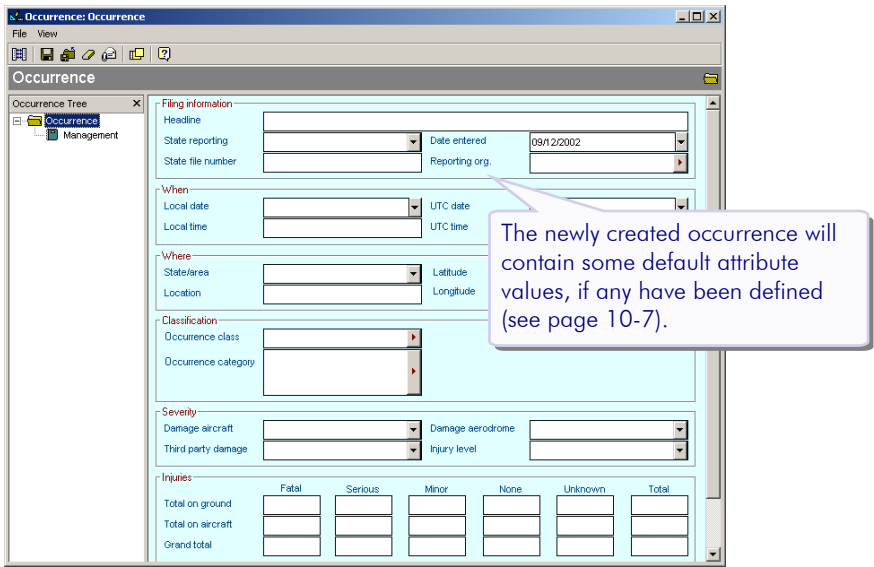 Occurrence: Occurrence
File View
Occurrence
Occurrence Tree
Occurrence
Management
Filing information
Headline
State reporting
Date entered 09/12/2002
State file number
Reporting org.
When
Local date
UTC date
Local time
UTC time
Where
State/area
Latitude
Location
Longitude
The newly created occurrence will
contain some default attribute
values, if any have been defined
(see page 10-7).
Classification
Occurrence class
Occurrence category
Severity
Damage aircraft
Damage aerodrome
Third party damage
Injury level
Injuries
Fatal Serious Minor None Unknown Total
Total on ground
Total on aircraft
Grand total